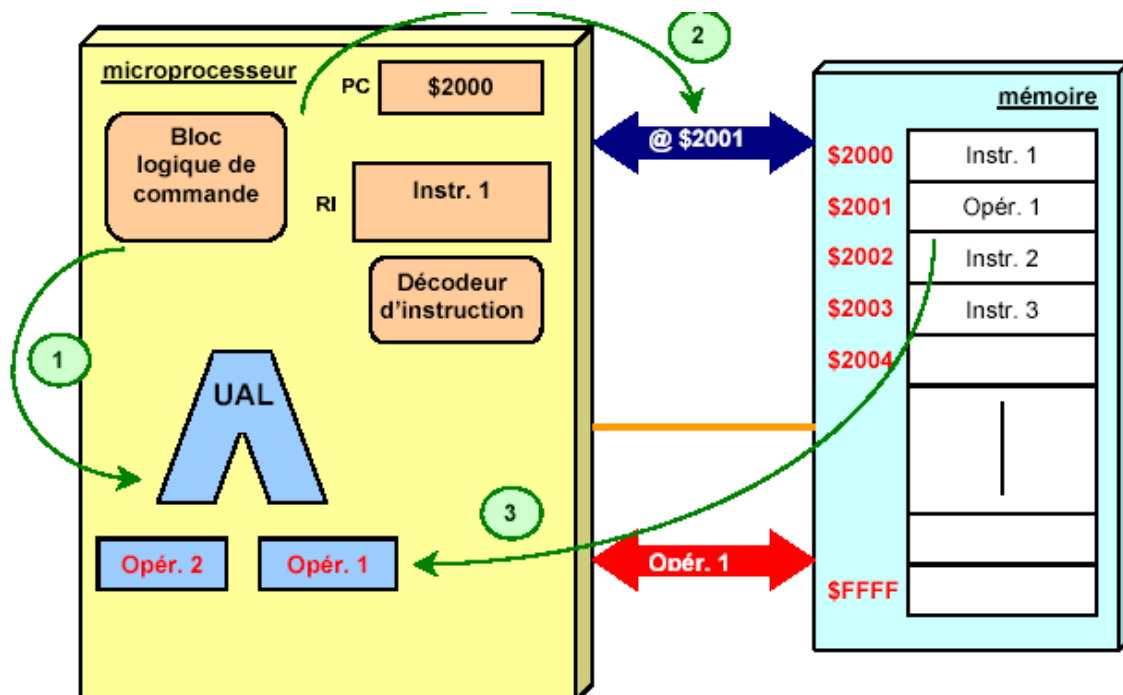 microprocesseur
PC
$2000
Bloc
logique de
commande
RI
Instr. 1
Décodeur
d'instruction
1
UAL
Opér. 2
Opér. 1
2
@ $2001
3
Opér. 1
mémoire
$2000
Instr. 1
$2001
Opér. 1
$2002
Instr. 2
$2003
Instr. 3
$2004
$FFFF